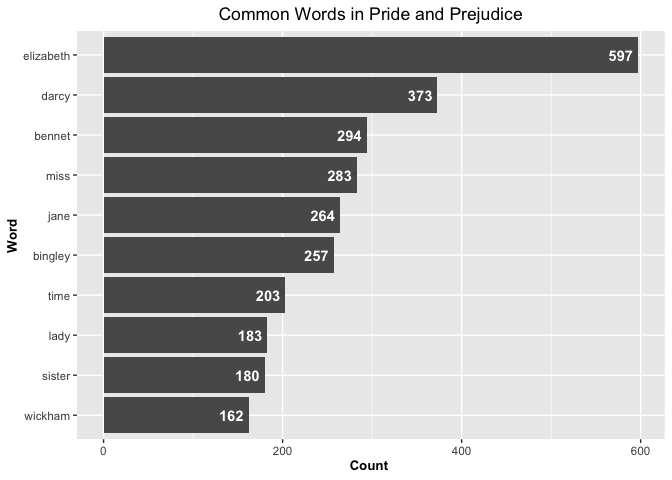 Common Words in Pride and Prejudice
elizabeth 597
darcy 373
bennet 294
miss 283
jane 264
bingley 257
time 203
lady 183
sister 180
wickham 162
Word
0 200 400 600
Count